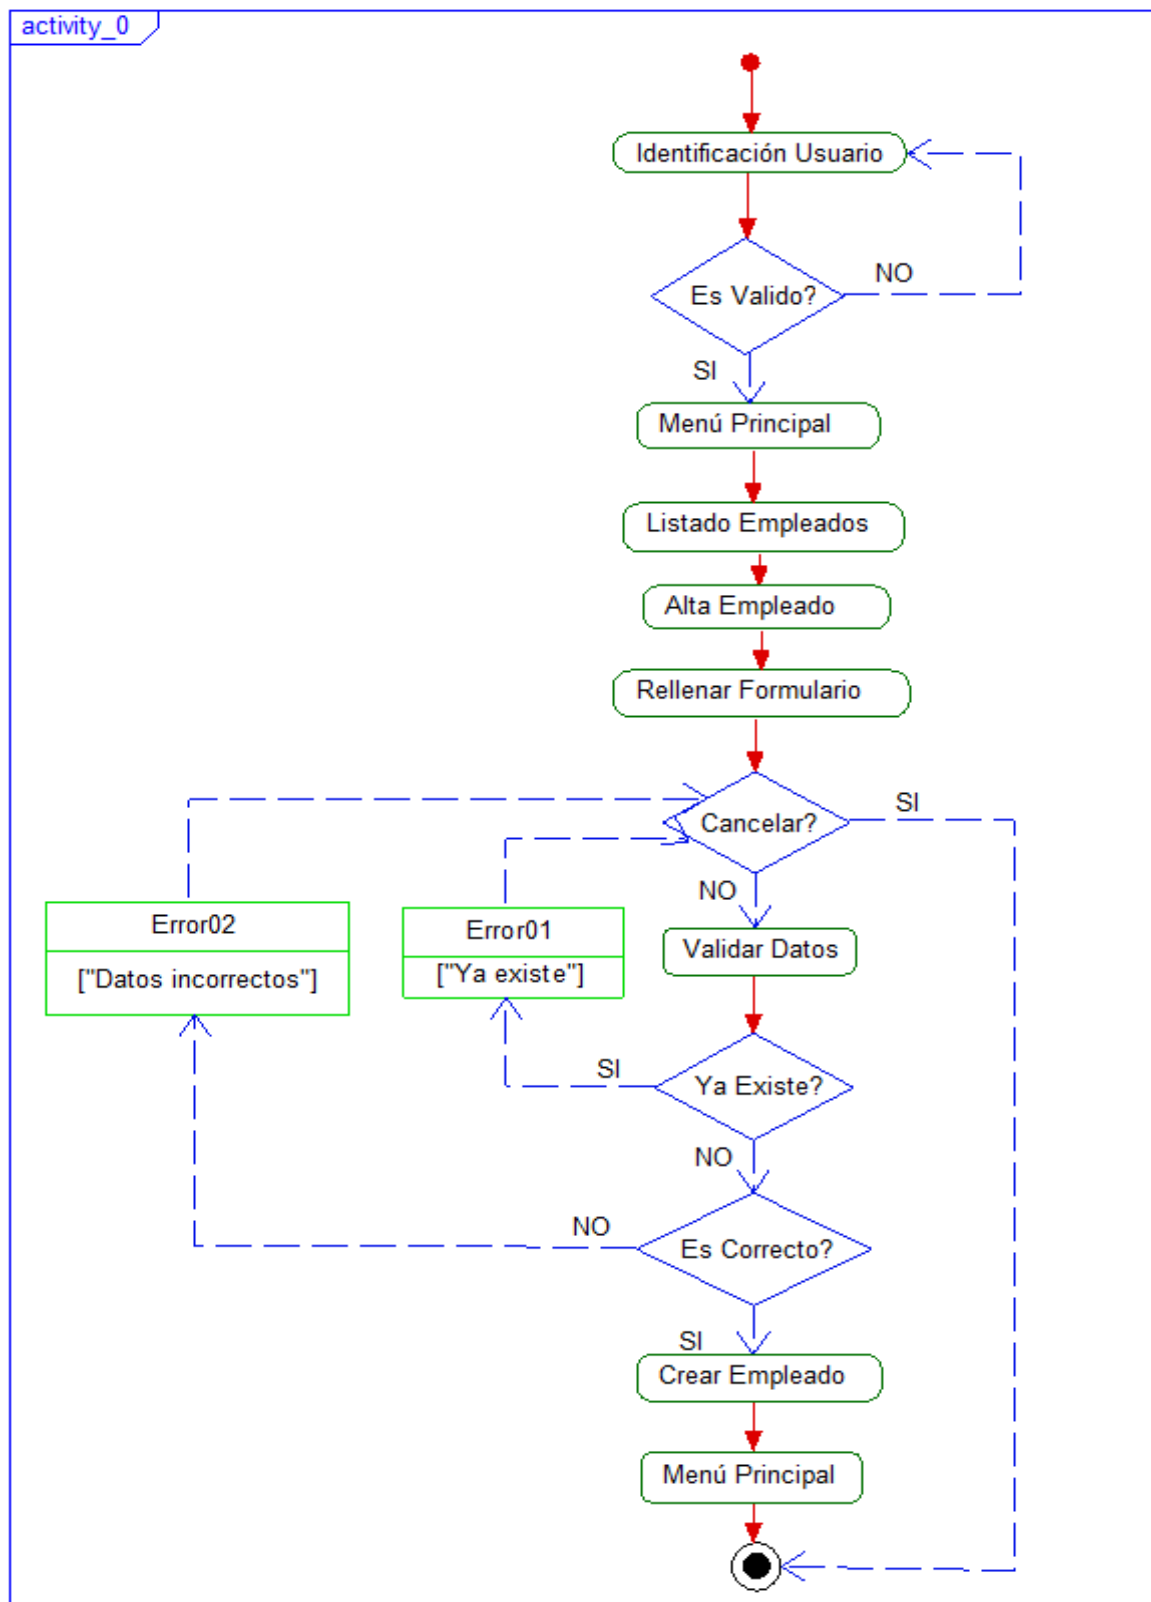 activity_0
Identificación Usuario
Es Valido?
NO
SI
Menú Principal
Listado Empleados
Alta Empleado
Rellenar Formulario
Cancelar?
SI
NO
Error02
["Datos incorrectos"]
Error01
["Ya existe"]
Validar Datos
Ya Existe?
SI
NO
Es Correcto?
NO
SI
Crear Empleado
Menú Principal